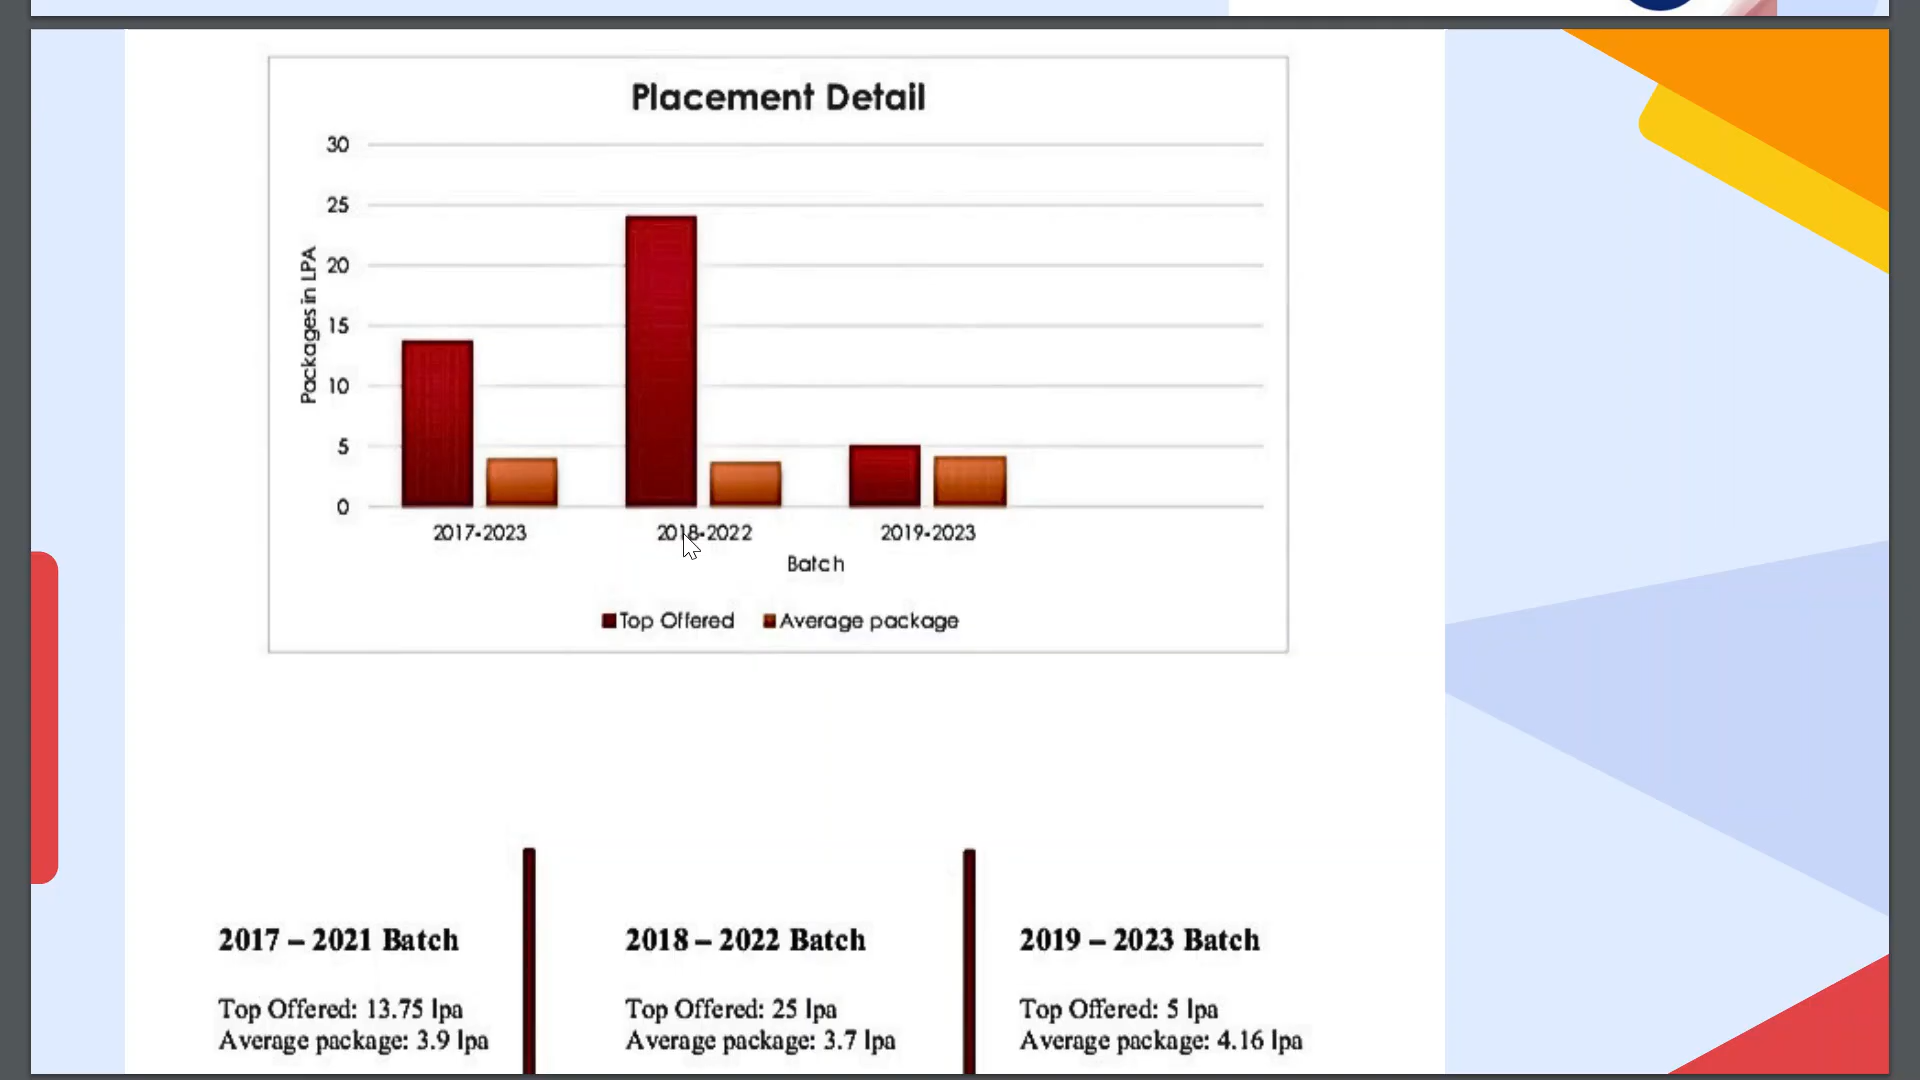 Placement Detail
30
25
20
15
10
5
0
Packages in LPA
2017-2023 2018-2022 2019-2023
Batch
Top Offered Average package
2017 – 2021 Batch
Top Offered: 13.75 lpa
Average package: 3.9 lpa
2018 – 2022 Batch
Top Offered: 25 lpa
Average package: 3.7 lpa
2019 – 2023 Batch
Top Offered: 5 lpa
Average package: 4.16 lpa